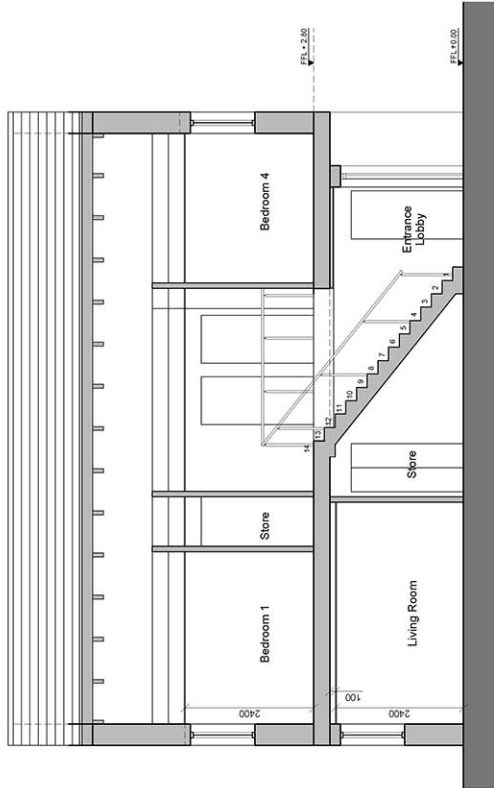 FFL + 2.80
FFL ±0.00
Bedroom 4
Entrance
Lobby
14
13
12
11
10
9
8
7
6
5
4
3
2
1
Store
Store
Bedroom 1
Living Room
2400
100
2400